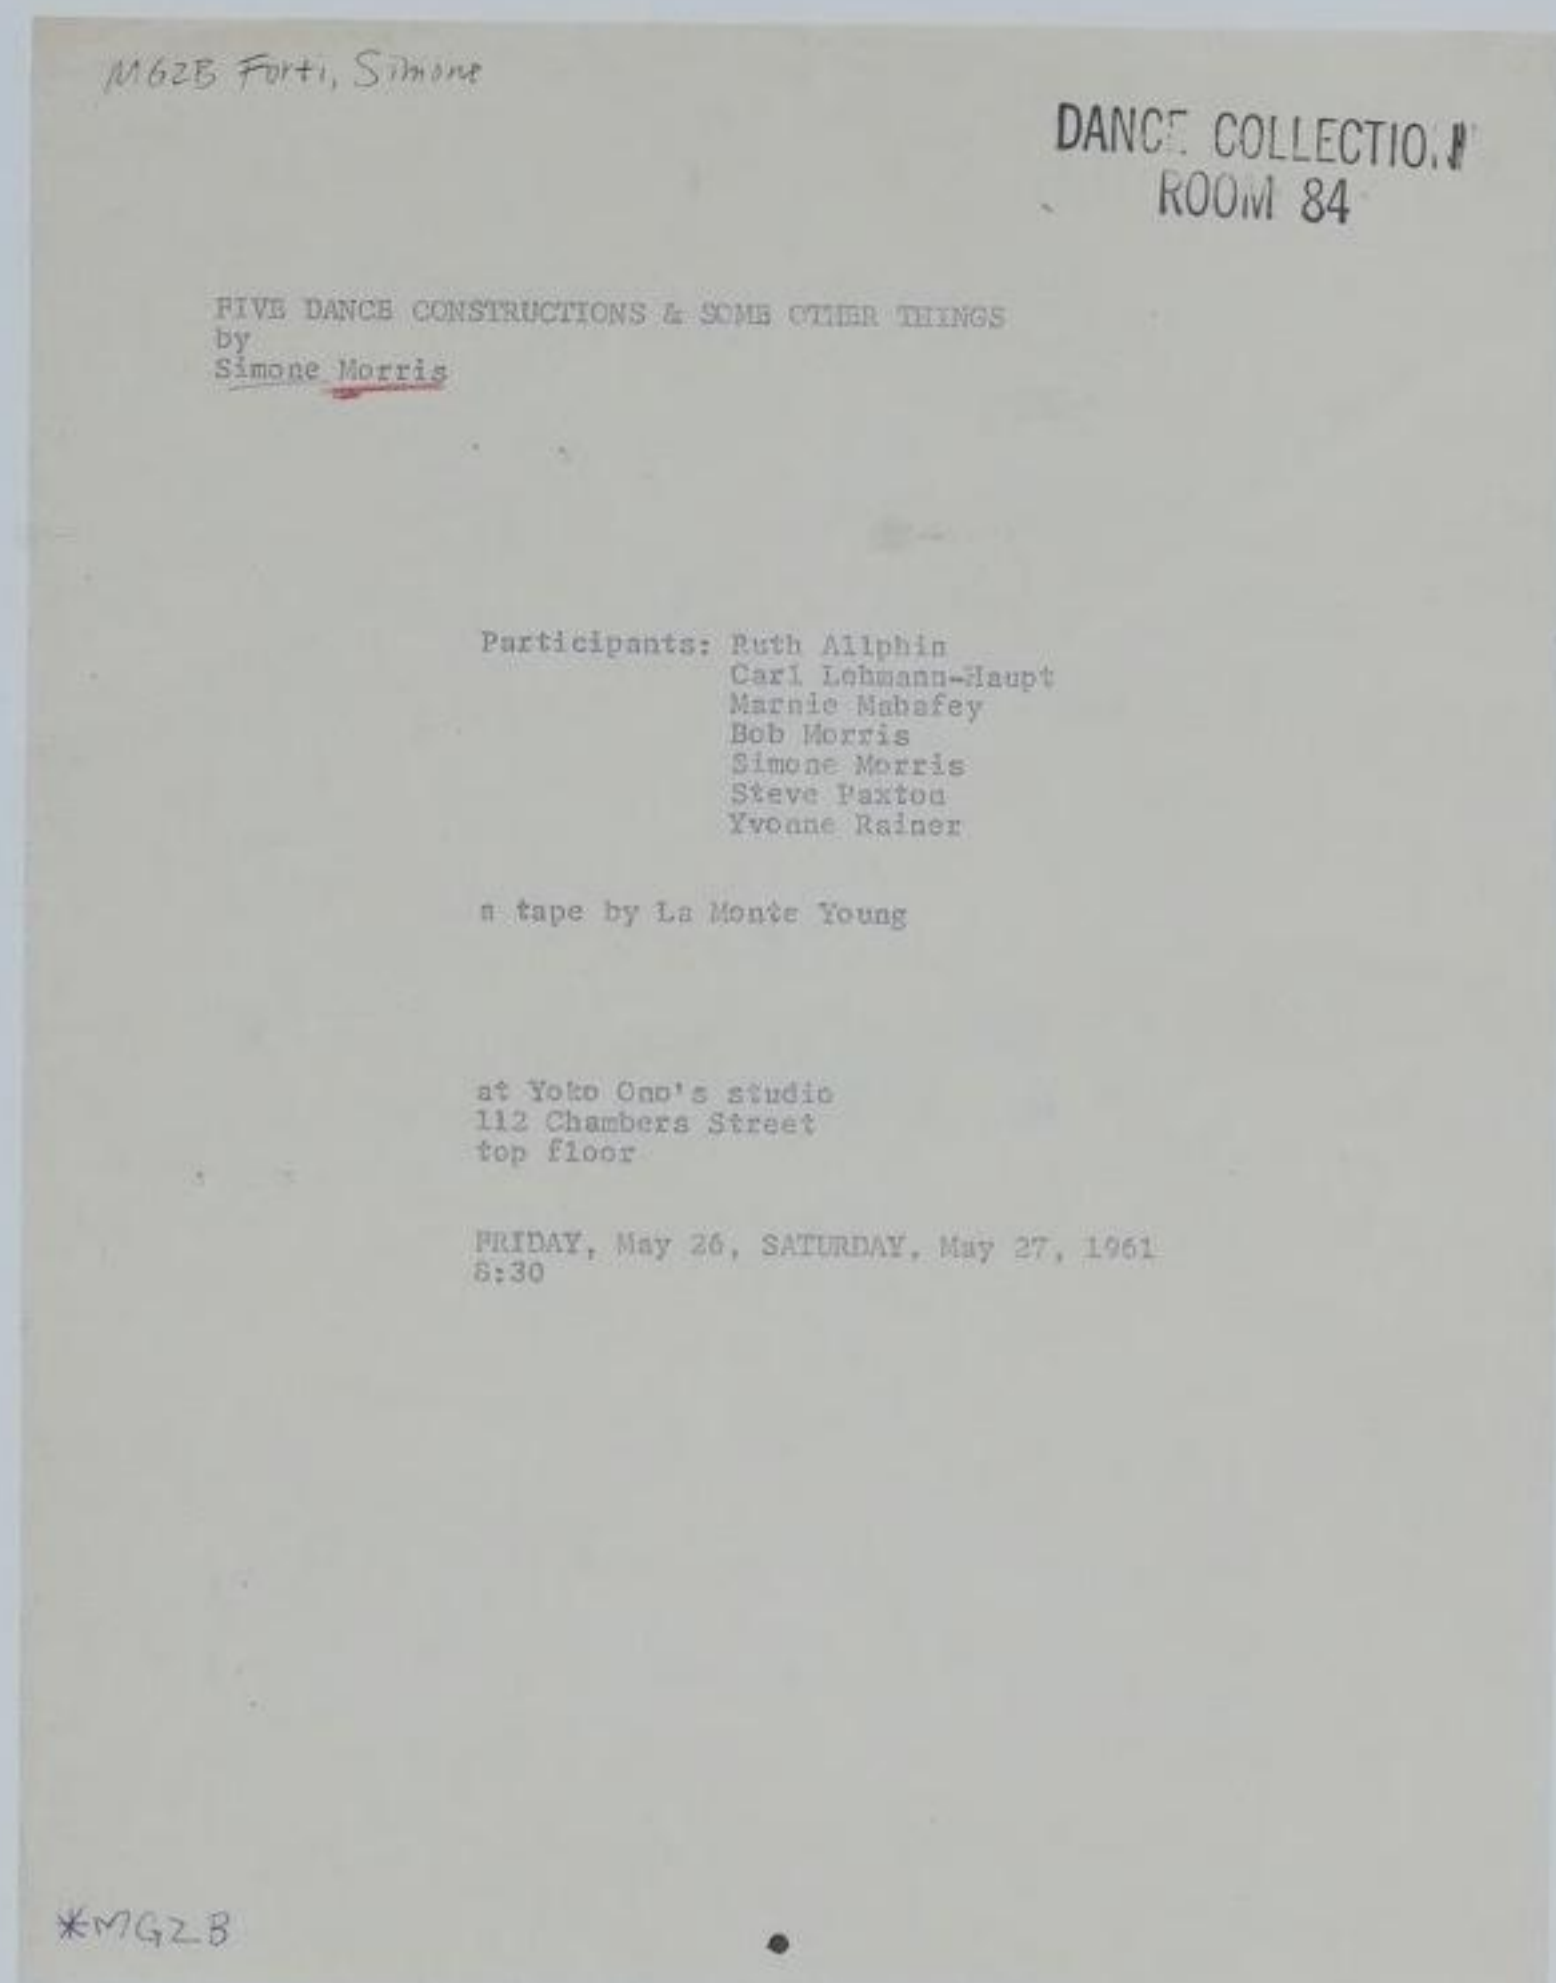 MGZB Forti, Simone
DANCE COLLECTION
ROOM 84
FIVE DANCE CONSTRUCTIONS & SOME OTHER THINGS
by
Simone Morris
Participants: Ruth Allphin
Carl Lehmann-Haupt
Marnie Mahafey
Bob Morris
Simone Morris
Steve Paxton
Yvonne Rainer
a tape by La Monte Young
at Yoko Ono's studio
112 Chambers Street
top floor
FRIDAY, May 26, SATURDAY, May 27, 1961
8:30
*MGZB